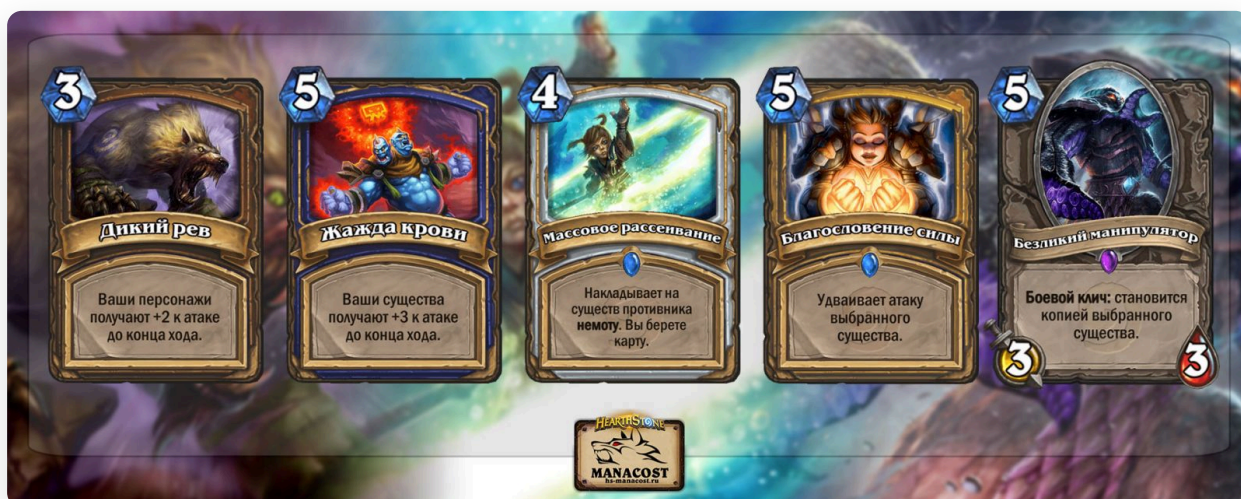 3
Дикий рев
Ваши персонажи
получают +2 к атаке
до конца хода.
5
Жажда крови
Ваши существа
получают +3 к атаке
до конца хода.
4
Массовое рассеивание
Накладывает на
существ противника
немоту. Вы берете
карту.
5
Благословение силы
Удваивает атаку
выбранного
существа.
5
Безликий манипулятор
Боевой клич: становится
копией выбранного
существа.
3
3
HEARTHSTONE
MANACOST
hs-manacost.ru